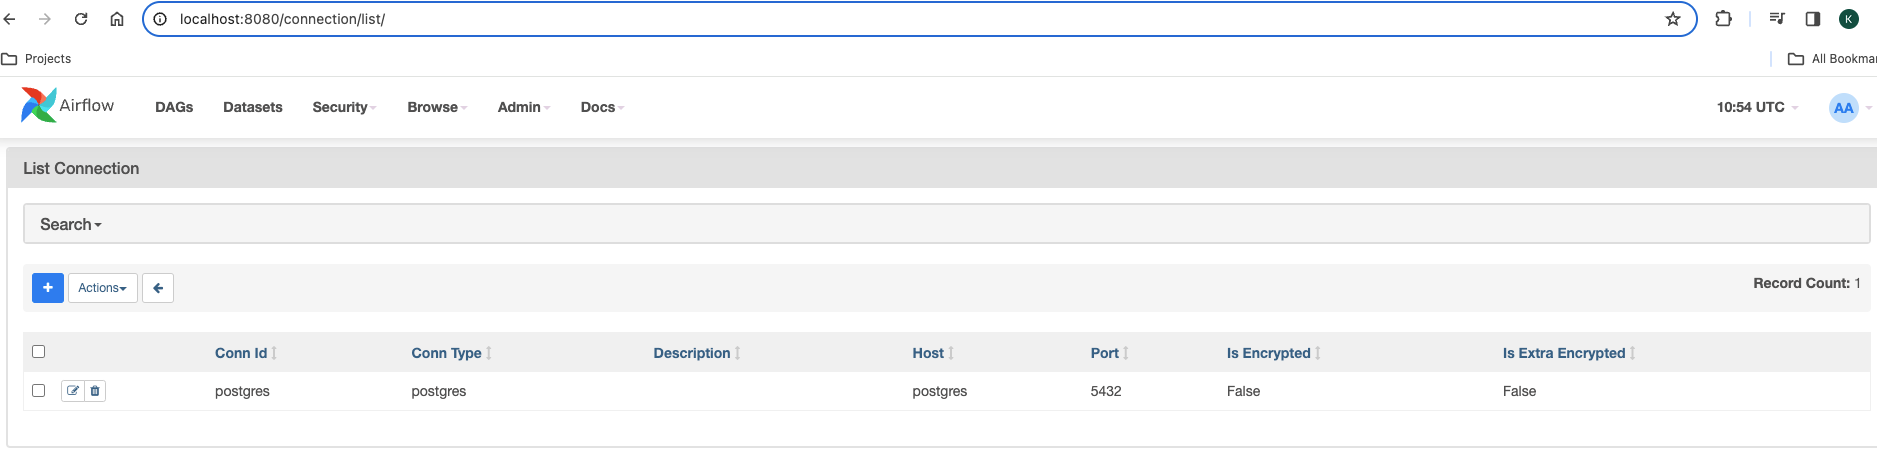 localhost:8080/connection/list/
K
Projects
All Bookmar
Airflow DAGs Datasets Security Browse Admin Docs 10:54 UTC AA
List Connection
Search
+ Actions Record Count: 1
Conn Id Conn Type Description Host Port Is Encrypted Is Extra Encrypted
postgres postgres postgres 5432 False False